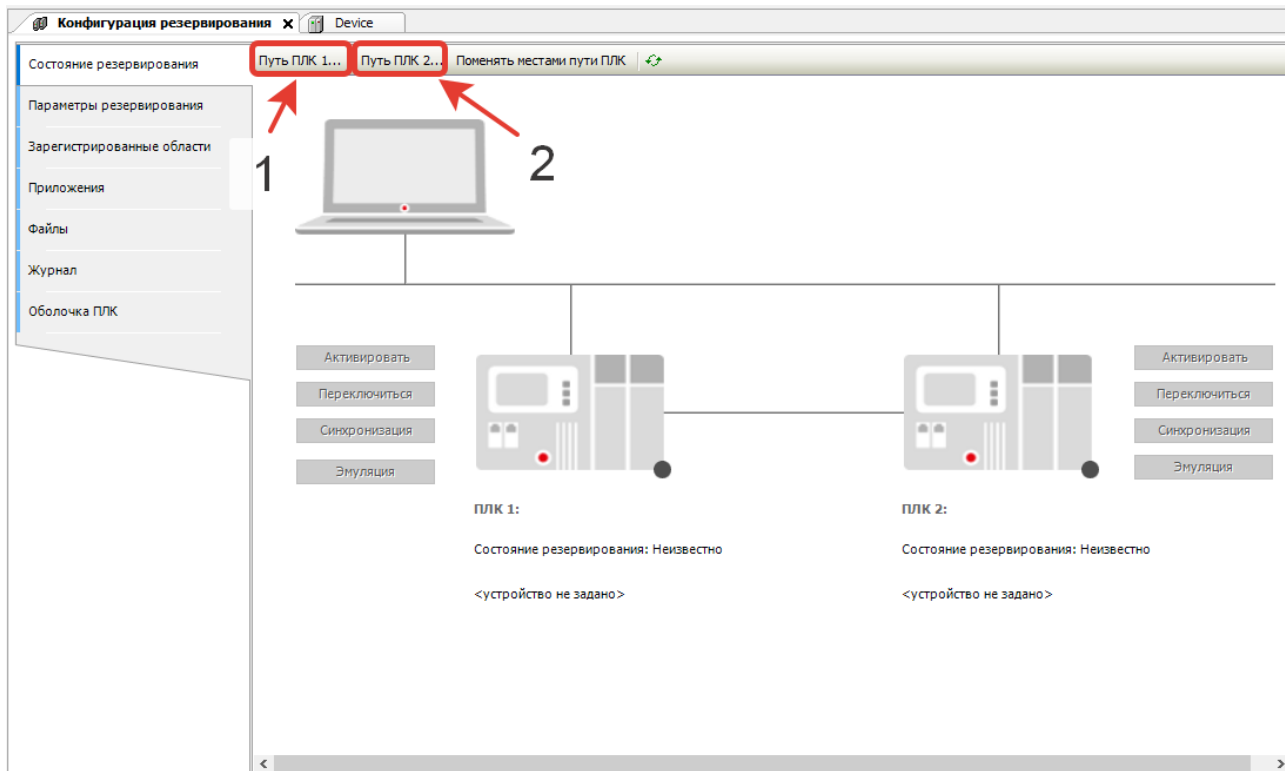 Конфигурация резервирования x Device
Путь ПЛК 1... Путь ПЛК 2... Поменять местами пути ПЛК
Состояние резервирования
Параметры резервирования
Зарегистрированные области
Приложения
Файлы
Журнал
Оболочка ПЛК
1
2
Активировать
Переключиться
Синхронизация
Эмуляция
Активировать
Переключиться
Синхронизация
Эмуляция
ПЛК 1:
Состояние резервирования: Неизвестно
<устройство не задано>
ПЛК 2:
Состояние резервирования: Неизвестно
<устройство не задано>